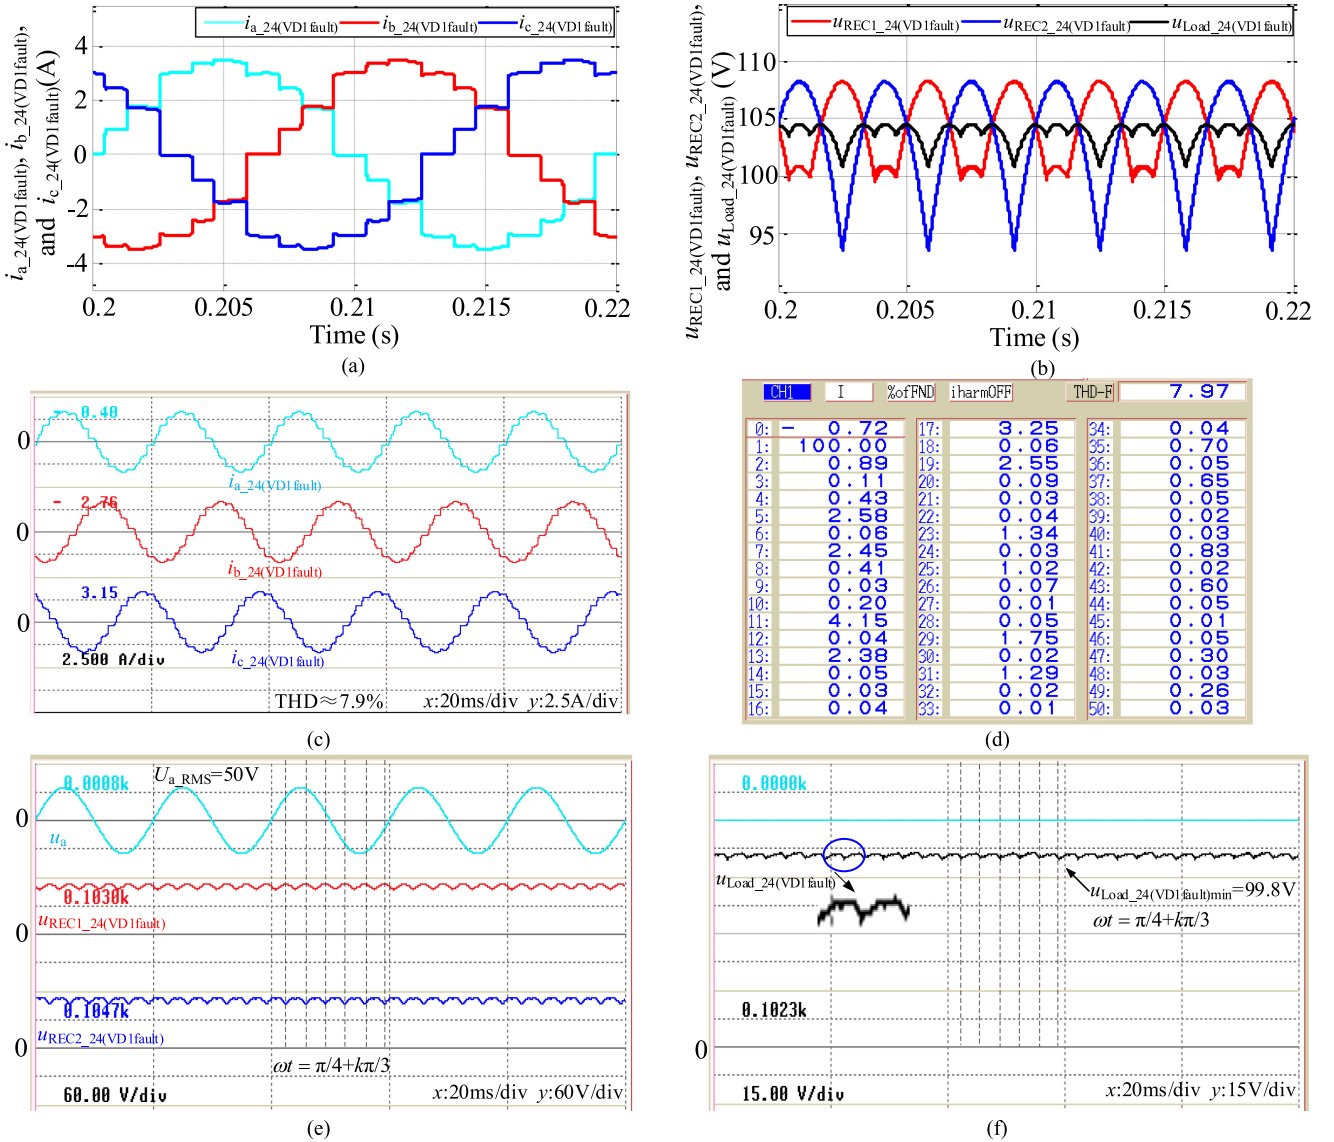 i_a_24(VD1fault) i_b_24(VD1fault) i_c_24(VD1fault)
i_a_24(VD1fault), i_b_24(VD1fault),
and i_c_24(VD1fault)(A)
4
2
0
-2
-4
0.2 0.205 0.21 0.215 0.22
Time (s)
(a)
u_REC1_24(VD1fault) u_REC2_24(VD1fault) u_Load_24(VD1fault)
u_REC1_24(VD1fault), u_REC2_24(VD1fault),
and u_Load_24(VD1fault) (V)
110
105
100
95
0.2 0.205 0.21 0.215 0.22
Time (s)
(b)
- 0.40
0
i_a_24(VD1fault)
- 2.76
0
i_b_24(VD1fault)
3.15
0
2.500 A/div
i_c_24(VD1fault)
THD≈7.9% x:20ms/div y:2.5A/div
(c)
CH1 I %ofFND iharmOFF THD-F 7.97
0: - 0.72 17: 3.25 34: 0.04
1: 100.00 18: 0.06 35: 0.70
2: 0.89 19: 2.55 36: 0.05
3: 0.11 20: 0.09 37: 0.65
4: 0.43 21: 0.03 38: 0.05
5: 2.58 22: 0.04 39: 0.02
6: 0.06 23: 1.34 40: 0.03
7: 2.45 24: 0.03 41: 0.83
8: 0.41 25: 1.02 42: 0.02
9: 0.03 26: 0.07 43: 0.60
10: 0.20 27: 0.01 44: 0.05
11: 4.15 28: 0.05 45: 0.01
12: 0.04 29: 1.75 46: 0.05
13: 2.38 30: 0.02 47: 0.30
14: 0.05 31: 1.29 48: 0.03
15: 0.03 32: 0.02 49: 0.26
16: 0.04 33: 0.01 50: 0.03
(d)
0.0008k U_a_RMS=50V
0
u_a
0.1030k
u_REC1_24(VD1fault)
0
0.1047k
u_REC2_24(VD1fault)
0
ωt = π/4+kπ/3
60.00 V/div x:20ms/div y:60V/div
(e)
0.0000k
u_Load_24(VD1fault)
u_Load_24(VD1fault)min=99.8V
ωt = π/4+kπ/3
0.1023k
0
15.00 V/div x:20ms/div y:15V/div
(f)